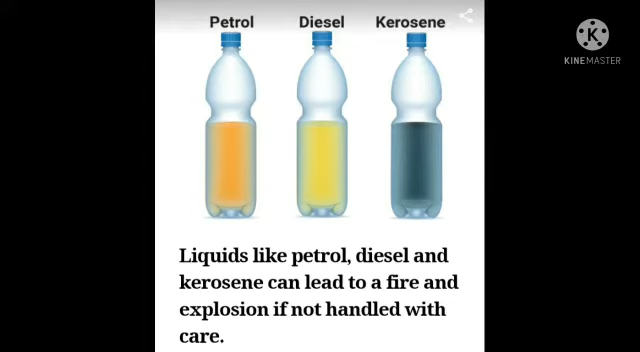 Petrol Diesel Kerosene
K
KINEMASTER
Liquids like petrol, diesel and
kerosene can lead to a fire and
explosion if not handled with
care.